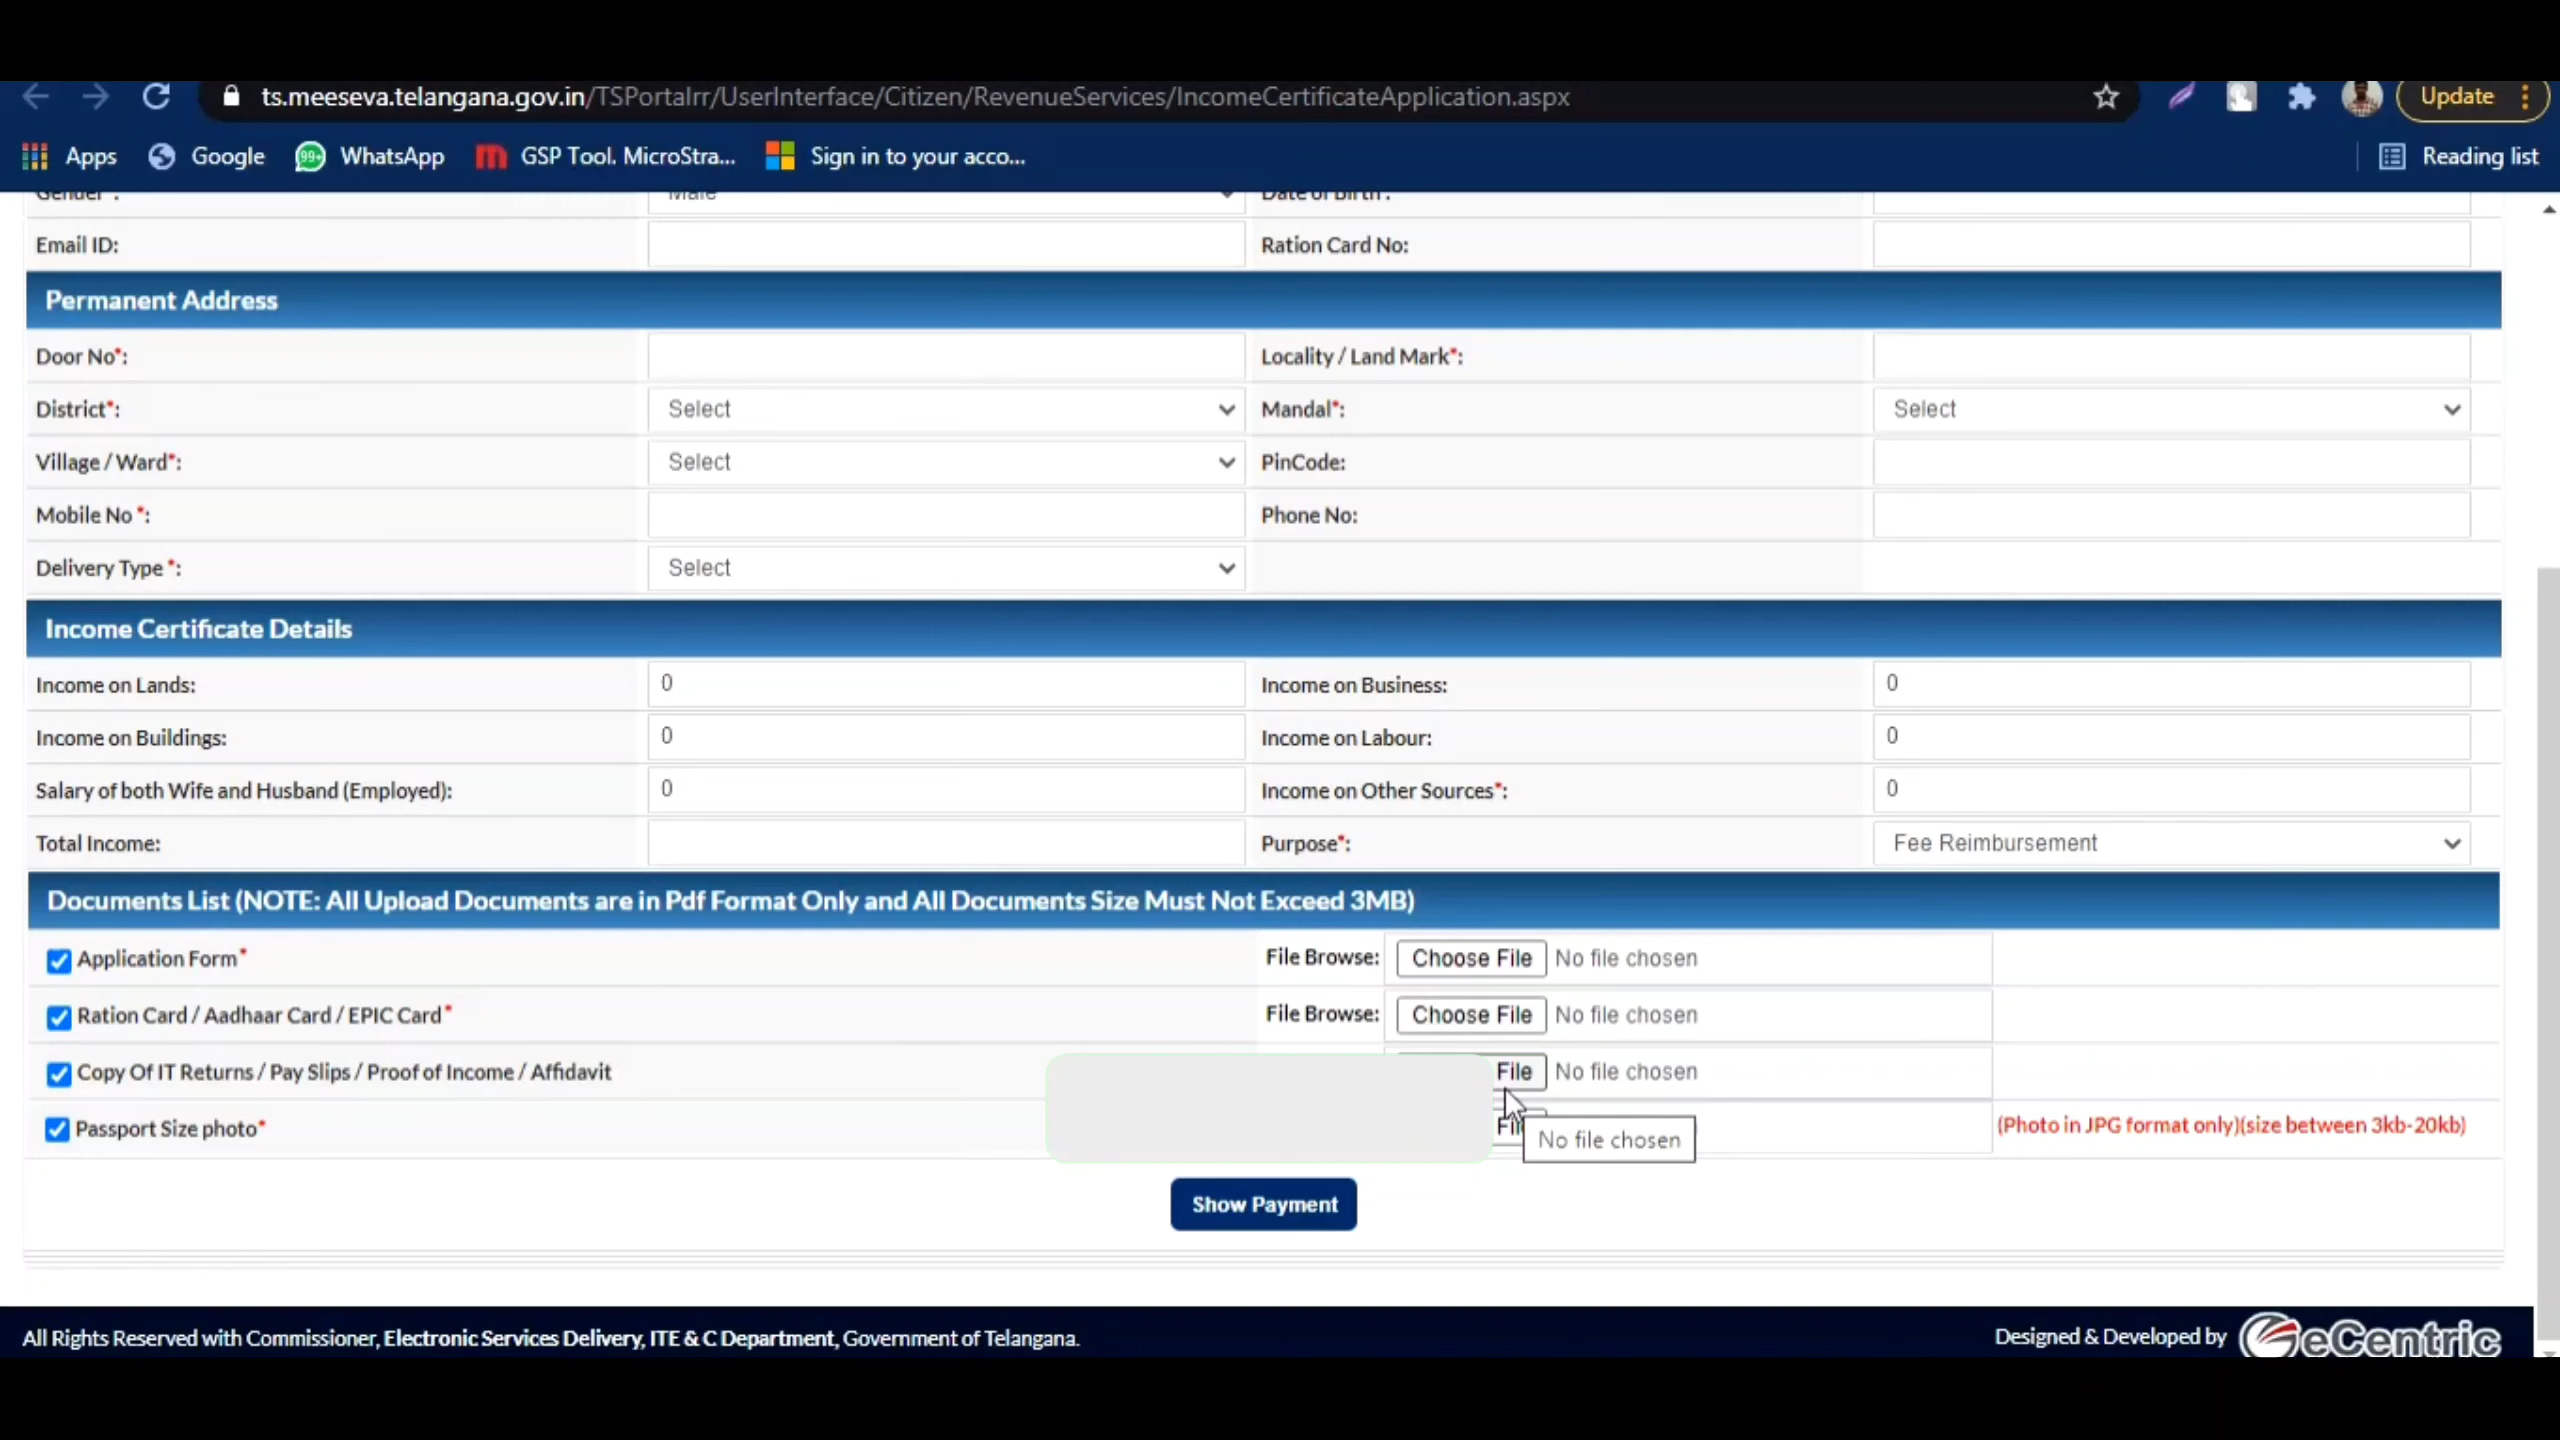 ts.meeseva.telangana.gov.in/TSPortalrr/UserInterface/Citizen/RevenueServices/IncomeCertificateApplication.aspx Update
Apps Google 99+ WhatsApp GSP Tool. MicroStra... Sign in to your acco... Reading list
Gender*: Male Date of Birth*:
Email ID: Ration Card No:
Permanent Address
Door No*: Locality / Land Mark*:
District*: Select Mandal*: Select
Village / Ward*: Select PinCode:
Mobile No *: Phone No:
Delivery Type *: Select
Income Certificate Details
Income on Lands: 0 Income on Business: 0
Income on Buildings: 0 Income on Labour: 0
Salary of both Wife and Husband (Employed): 0 Income on Other Sources*: 0
Total Income: Purpose*: Fee Reimbursement
Documents List (NOTE: All Upload Documents are in Pdf Format Only and All Documents Size Must Not Exceed 3MB)
Application Form* File Browse: Choose File No file chosen
Ration Card / Aadhaar Card / EPIC Card* File Browse: Choose File No file chosen
Copy Of IT Returns / Pay Slips / Proof of Income / Affidavit File No file chosen
Passport Size photo* No file chosen (Photo in JPG format only)(size between 3kb-20kb)
Show Payment
All Rights Reserved with Commissioner, Electronic Services Delivery, ITE & C Department, Government of Telangana. Designed & Developed by eCentric